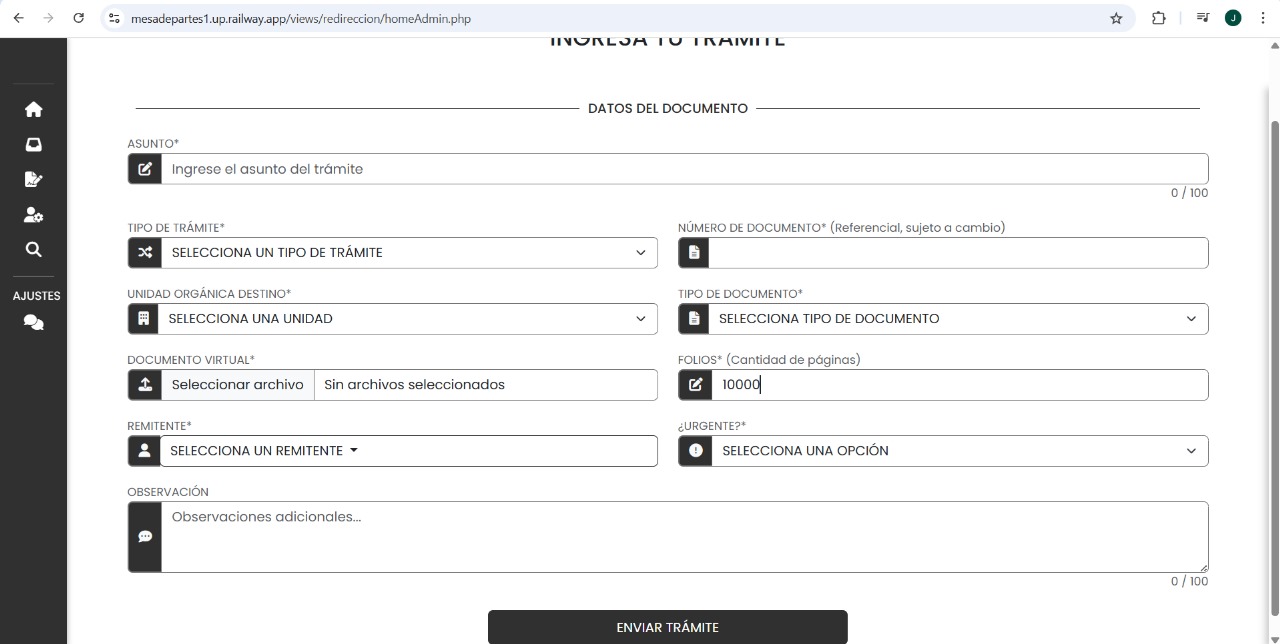 mesadepartes1.up.railway.app/views/redireccion/homeAdmin.php
J
INGRESA TU TRÁMITE
DATOS DEL DOCUMENTO
ASUNTO*
Ingrese el asunto del trámite
0 / 100
TIPO DE TRÁMITE*
NÚMERO DE DOCUMENTO* (Referencial, sujeto a cambio)
SELECCIONA UN TIPO DE TRÁMITE
UNIDAD ORGÁNICA DESTINO*
TIPO DE DOCUMENTO*
AJUSTES
SELECCIONA UNA UNIDAD
SELECCIONA TIPO DE DOCUMENTO
DOCUMENTO VIRTUAL*
FOLIOS* (Cantidad de páginas)
Seleccionar archivo
Sin archivos seleccionados
10000
REMITENTE*
¿URGENTE?*
SELECCIONA UN REMITENTE
SELECCIONA UNA OPCIÓN
OBSERVACIÓN
Observaciones adicionales...
0 / 100
ENVIAR TRÁMITE